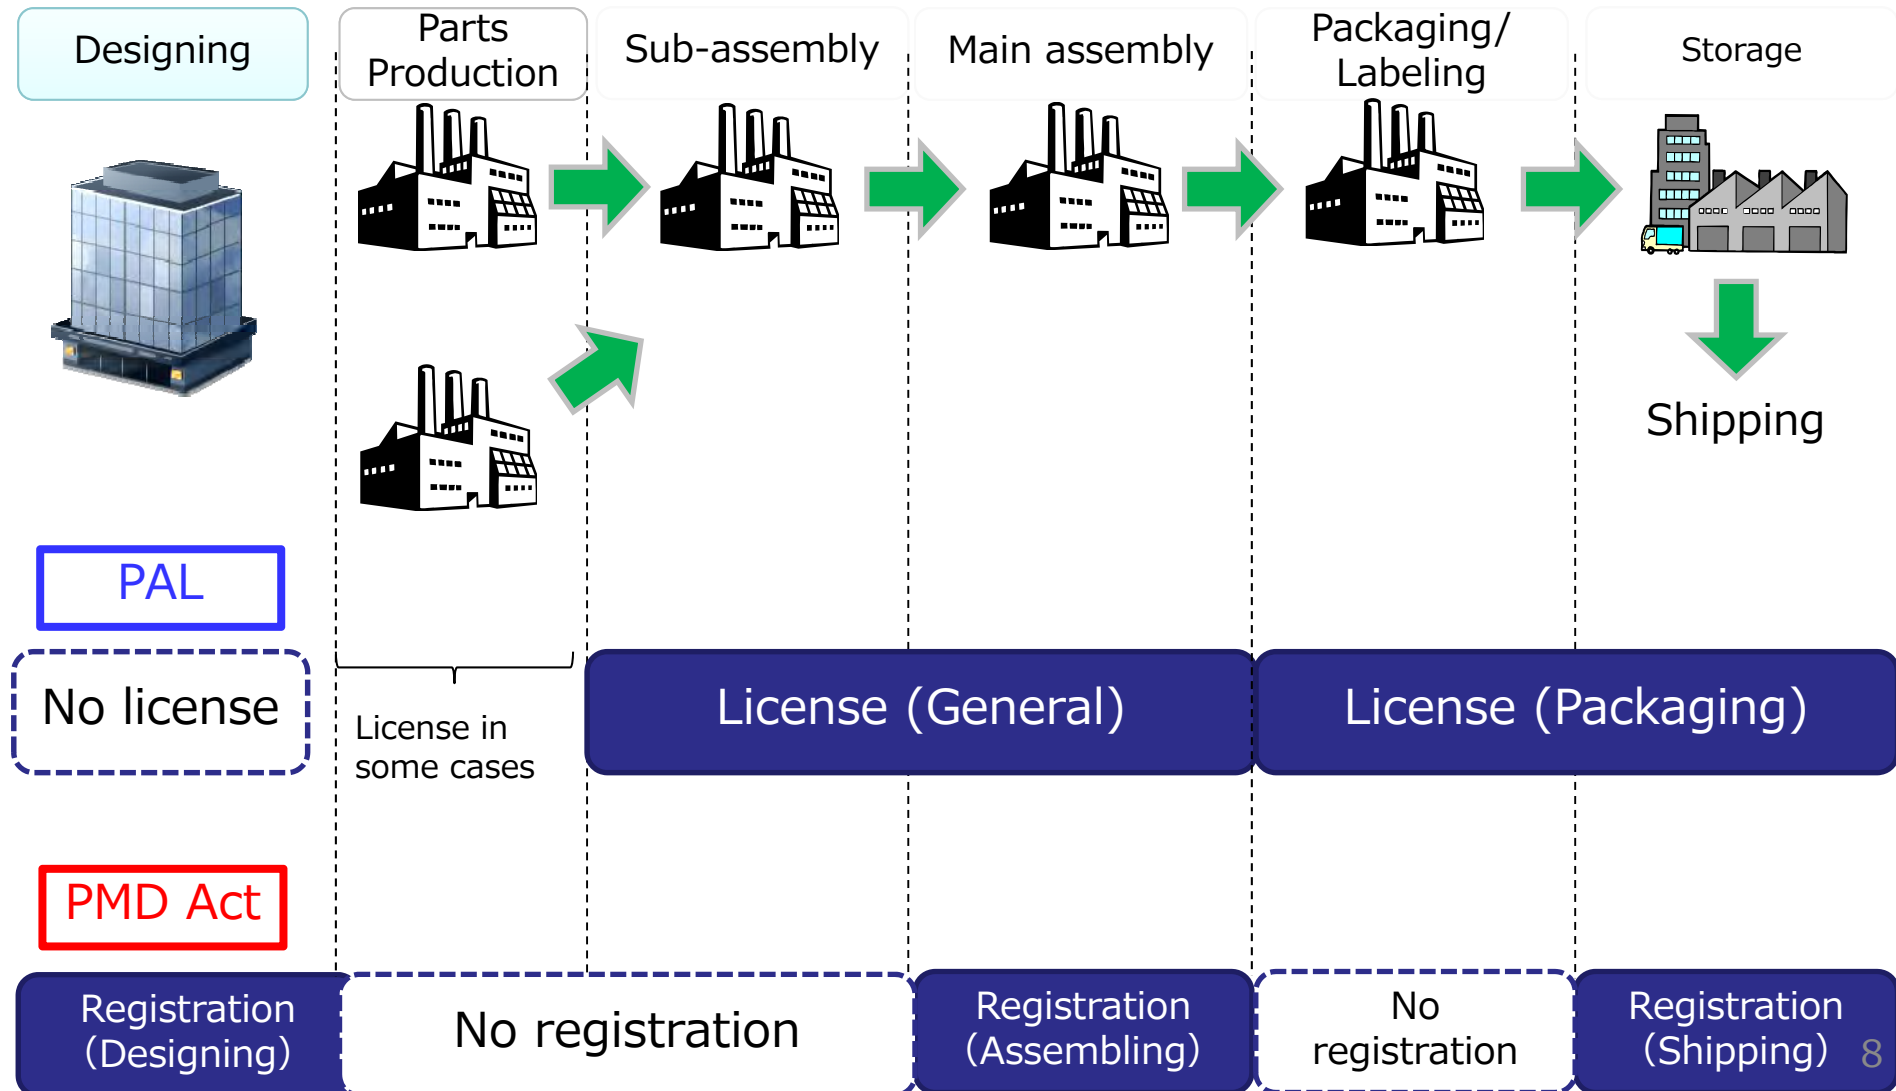 Designing
Parts
Production
Sub-assembly
Main assembly
Packaging/
Labeling
Storage
Shipping
PAL
No license
License in
some cases
License (General)
License (Packaging)
PMD Act
Registration
(Designing)
No registration
Registration
(Assembling)
No
registration
Registration
(Shipping)
8